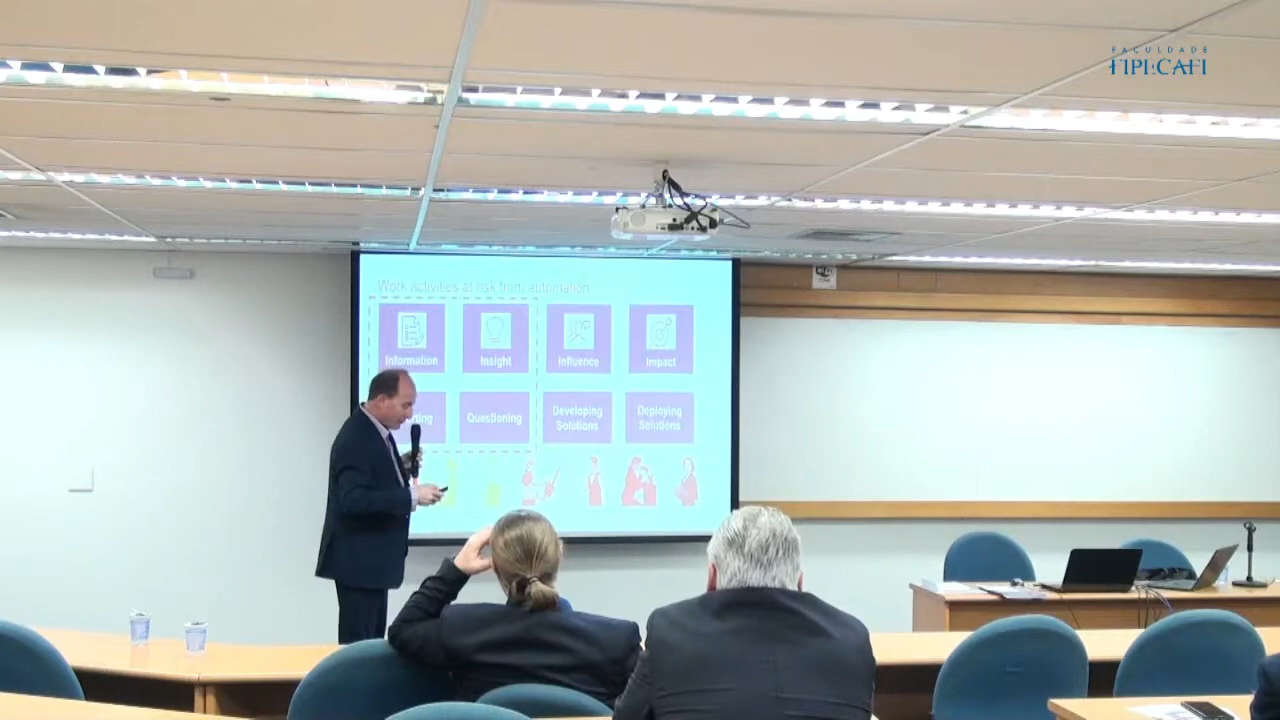 FACULDADE
FIPECAFI
Work activities at risk from automation
Information
Insight
Influence
Impact
Questioning
Developing
Solutions
Deploying
Solutions